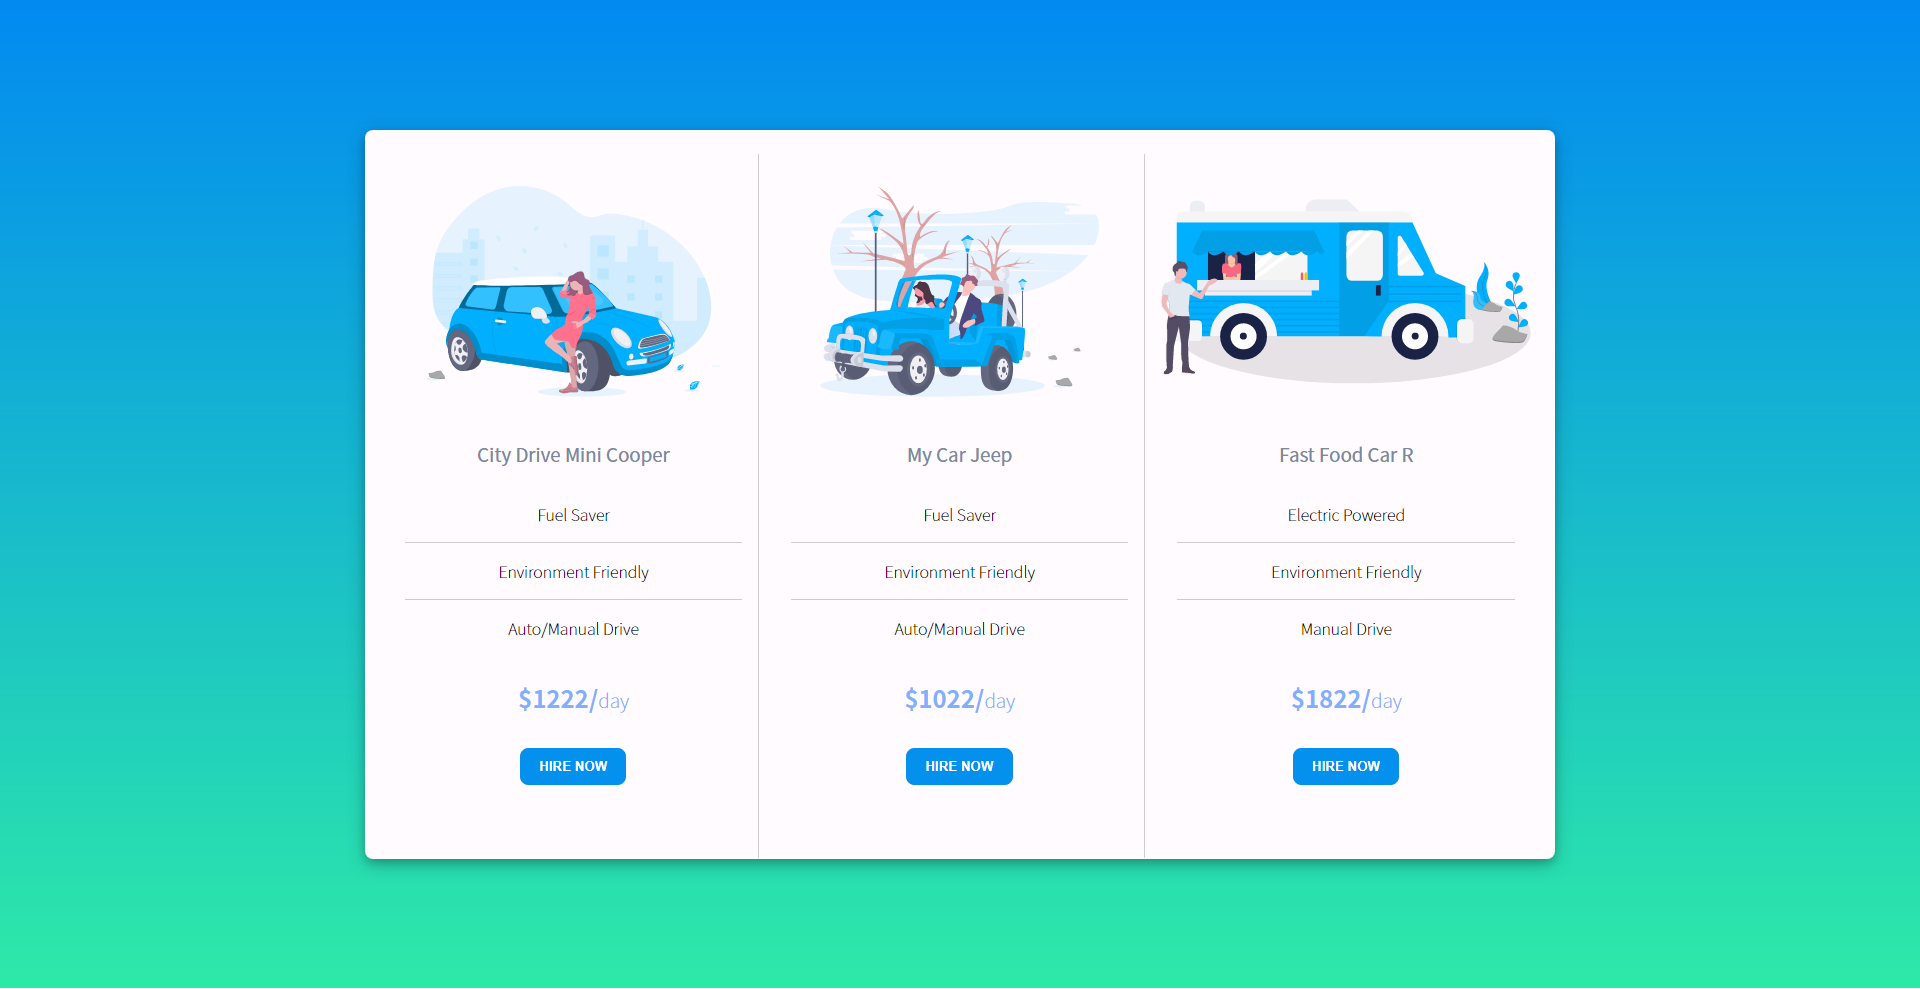 City Drive Mini Cooper
Fuel Saver
Environment Friendly
Auto/Manual Drive
$1222/day
HIRE NOW
My Car Jeep
Fuel Saver
Environment Friendly
Auto/Manual Drive
$1022/day
HIRE NOW
Fast Food Car R
Electric Powered
Environment Friendly
Manual Drive
$1822/day
HIRE NOW